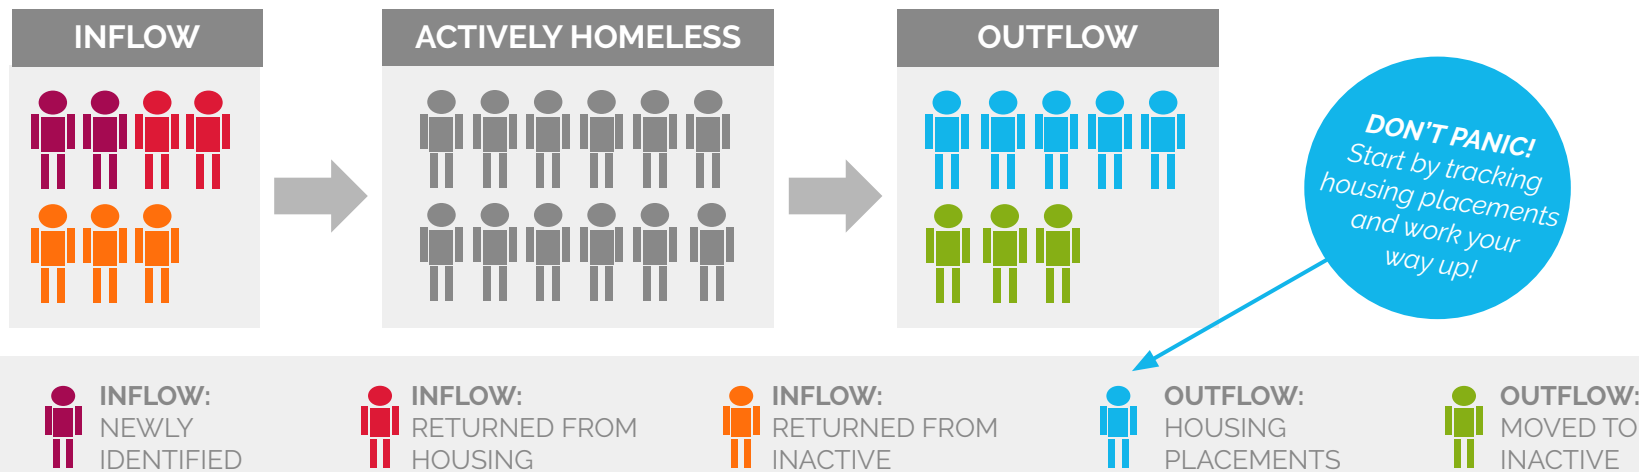 INFLOW
ACTIVELY HOMELESS
OUTFLOW
DON'T PANIC!
Start by tracking
housing placements
and work your
way up!
INFLOW:
NEWLY
IDENTIFIED
INFLOW:
RETURNED FROM
HOUSING
INFLOW:
RETURNED FROM
INACTIVE
OUTFLOW:
HOUSING
PLACEMENTS
OUTFLOW:
MOVED TO
INACTIVE